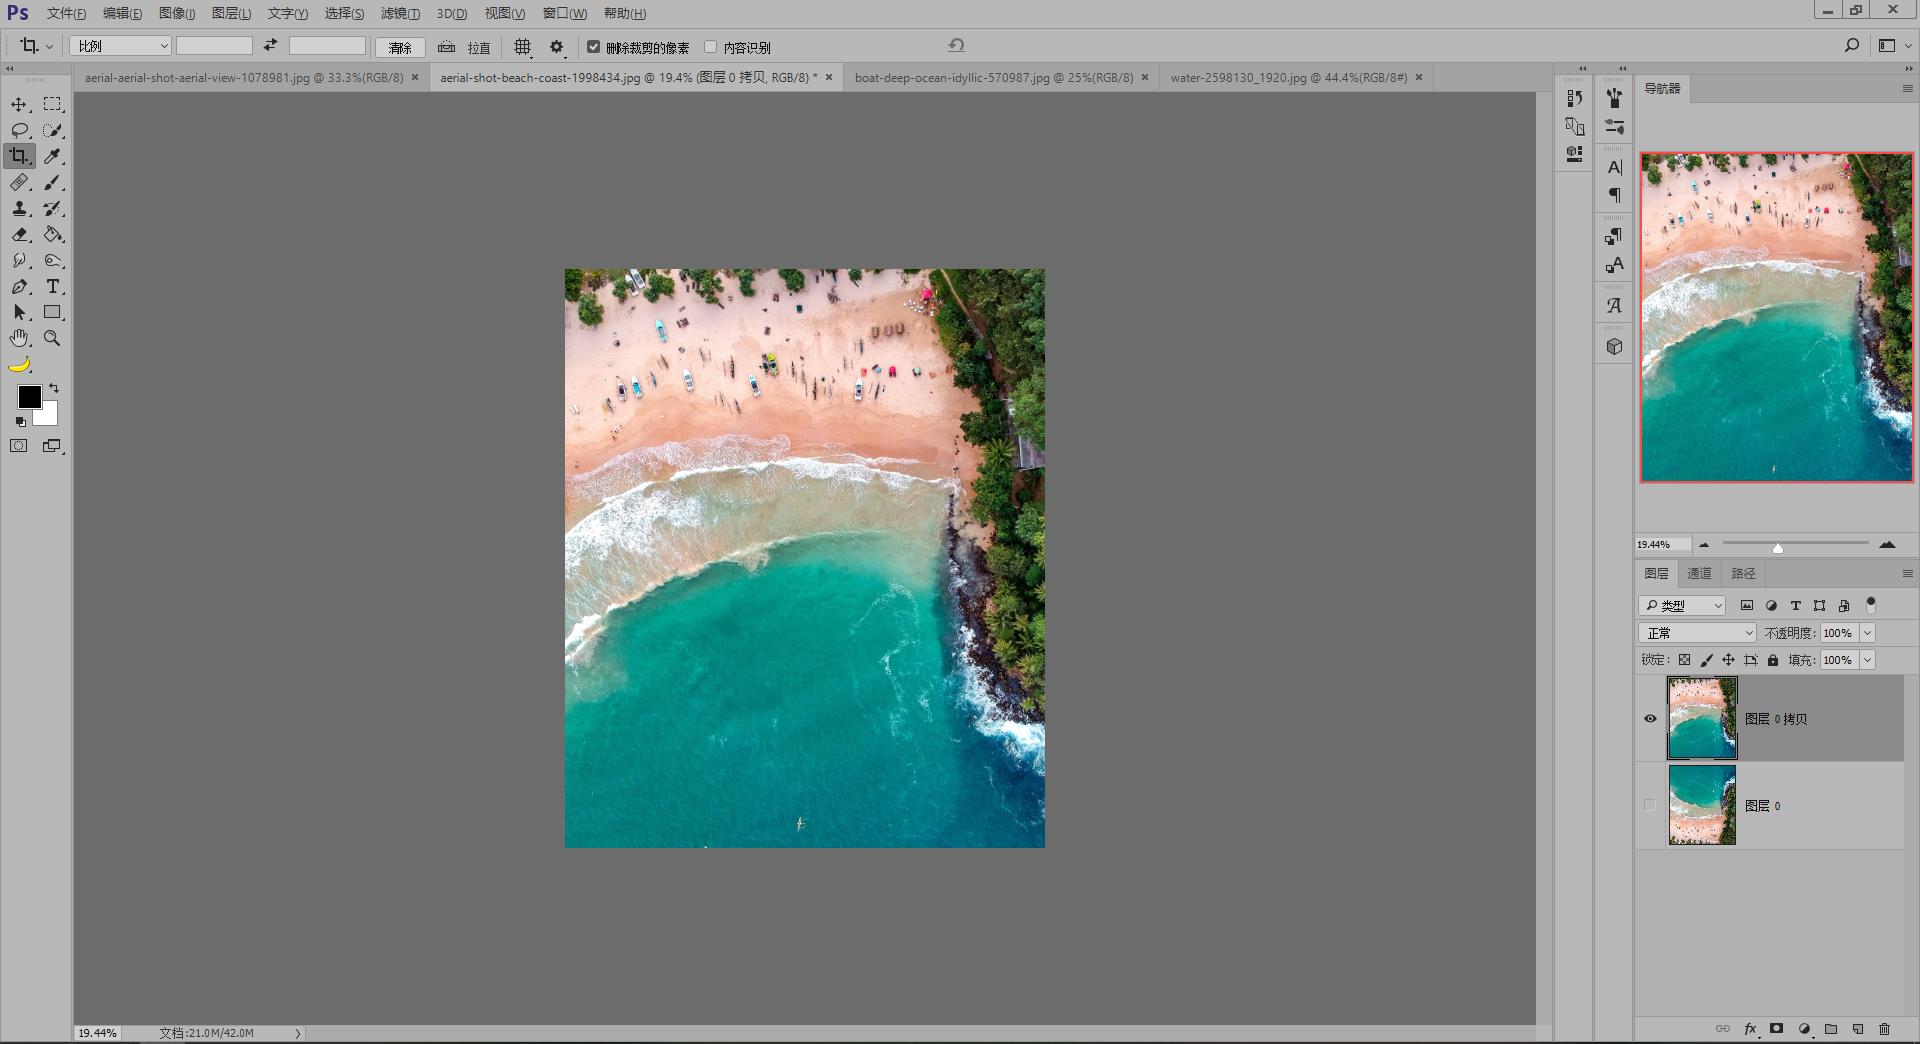 Ps 文件(F) 编辑(E) 图像(I) 图层(L) 文字(Y) 选择(S) 滤镜(T) 3D(D) 视图(V) 窗口(W) 帮助(H)
比例 清除 拉直 删除裁剪的像素 内容识别
aerial-aerial-shot-aerial-view-1078981.jpg @ 33.3%(RGB/8) × aerial-shot-beach-coast-1998434.jpg @ 19.4% (图层 0 拷贝, RGB/8) * × boat-deep-ocean-idyllic-570987.jpg @ 25%(RGB/8) × water-2598130_1920.jpg @ 44.4%(RGB/8#) ×
导航器
19.44%
图层 通道 路径
类型
正常 不透明度: 100%
锁定: 填充: 100%
图层 0 拷贝
图层 0
fx
19.44% 文档:21.0M/42.0M